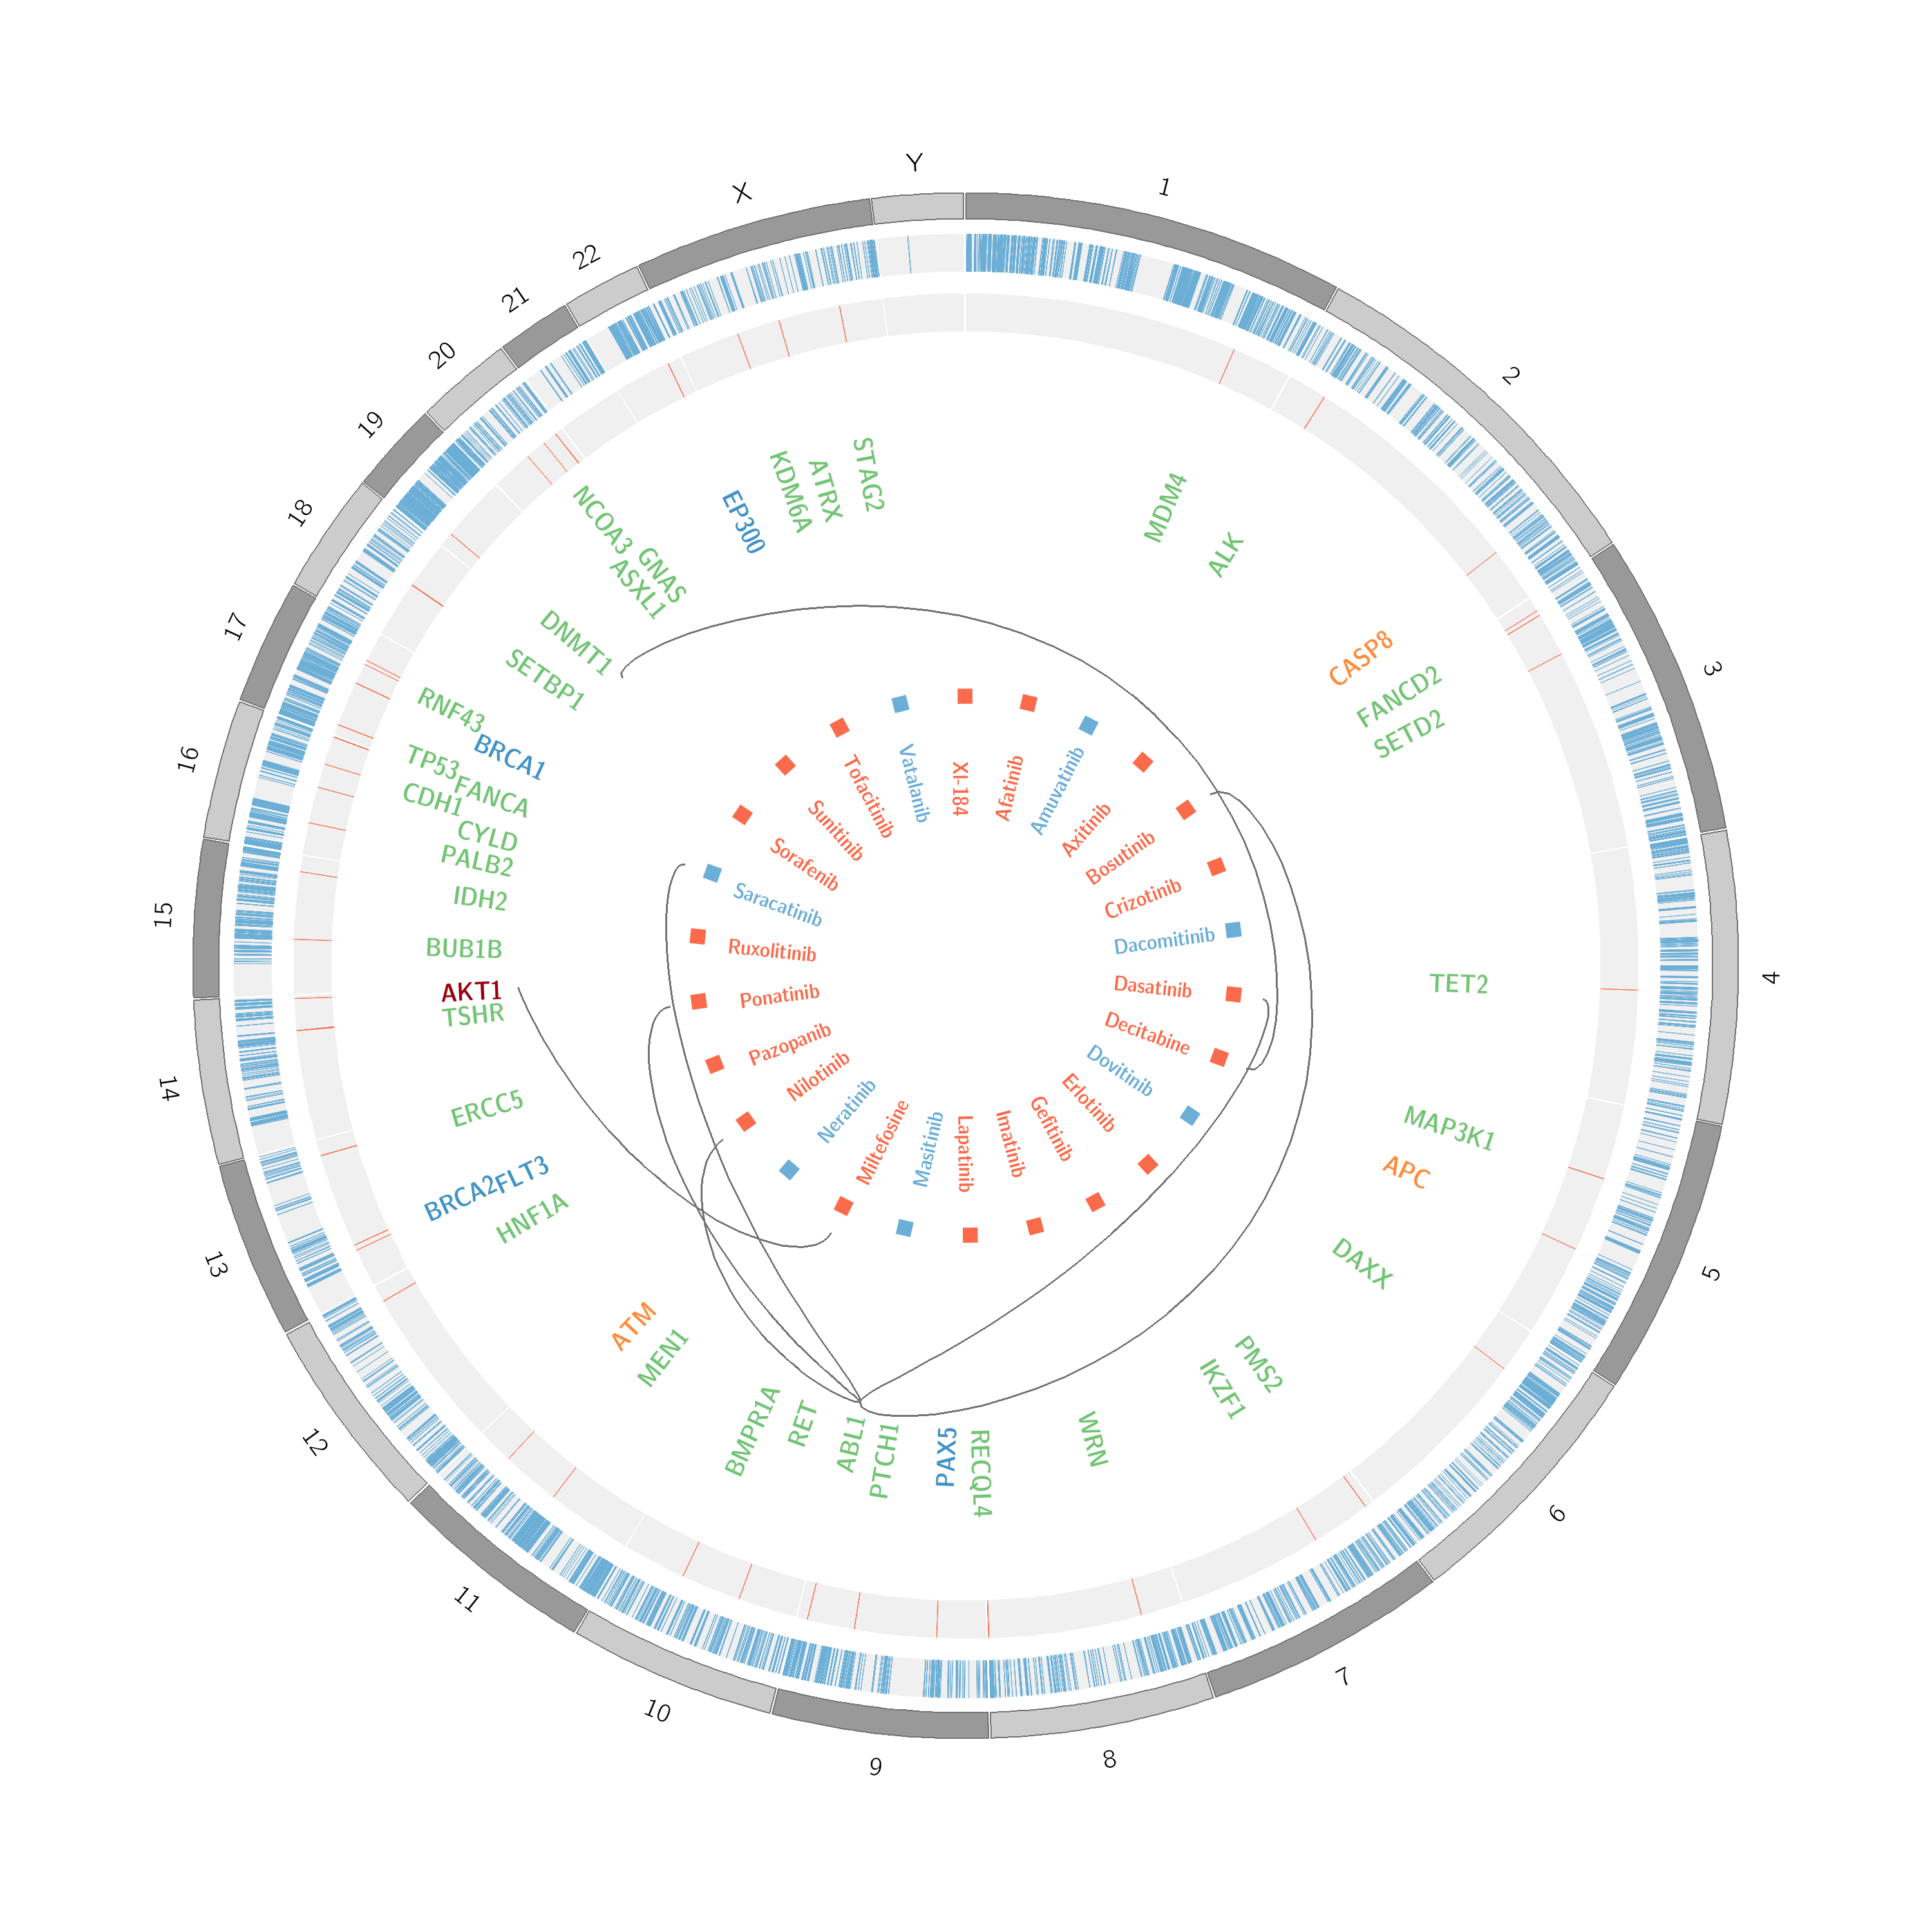 1
2
3
4
5
6
7
8
9
10
11
12
13
14
15
16
17
18
19
20
21
22
X
Y
MDM4
ALK
CASP8
FANCD2
SETD2
TET2
MAP3K1
APC
DAXX
PMS2
IKZF1
WRN
RECQL4
PAX5
PTCH1
ABL1
RET
BMPR1A
MEN1
ATM
HNF1A
FLT3
BRCA2
ERCC5
TSHR
AKT1
BUB1B
IDH2
PALB2
CYLD
CDH1
FANCA
TP53
BRCA1
RNF43
SETBP1
DNMT1
ASXL1
NCOA3
GNAS
EP300
KDM6A
ATRX
STAG2
Xl-184
Afatinib
Amuvatinib
Axitinib
Bosutinib
Crizotinib
Dacomitinib
Dasatinib
Decitabine
Dovitinib
Erlotinib
Gefitinib
Imatinib
Lapatinib
Masitinib
Miltefosine
Neratinib
Nilotinib
Pazopanib
Ponatinib
Ruxolitinib
Saracatinib
Sorafenib
Sunitinib
Tofacitinib
Vatalanib